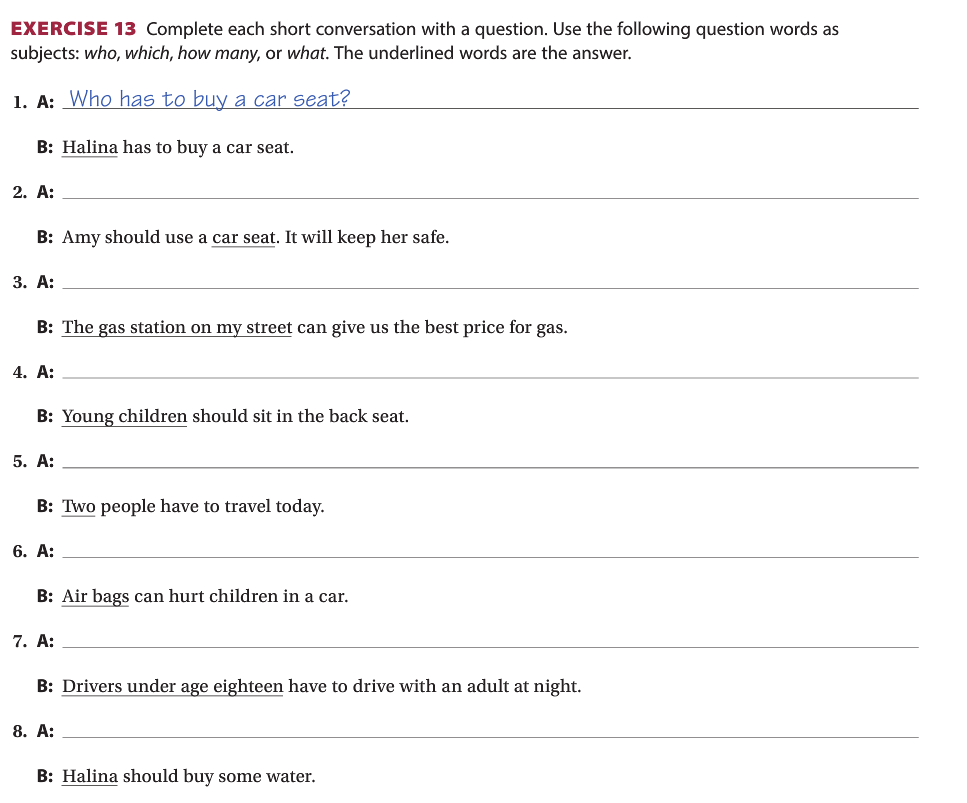 EXERCISE 13 Complete each short conversation with a question. Use the following question words as
subjects: who, which, how many, or what. The underlined words are the answer.
1. A: Who has to buy a car seat?
B: Halina has to buy a car seat.
2. A:
B: Amy should use a car seat. It will keep her safe.
3. A:
B: The gas station on my street can give us the best price for gas.
4. A:
B: Young children should sit in the back seat.
5. A:
B: Two people have to travel today.
6. A:
B: Air bags can hurt children in a car.
7. A:
B: Drivers under age eighteen have to drive with an adult at night.
8. A:
B: Halina should buy some water.